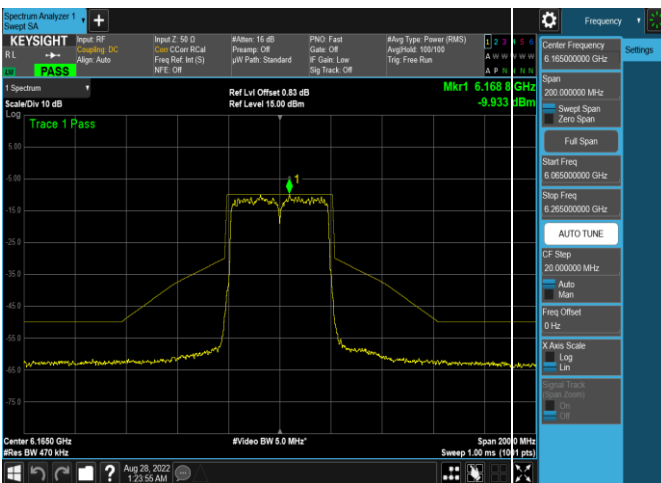 Spectrum Analyzer 1
Swept SA
+
Frequency
KEYSIGHT
Input: RF
Coupling: DC
Align: Auto
Input Z: 50 Ω
Corr CCorr RCal
Freq Ref: Int (S)
NFE: Off
#Atten: 16 dB
Preamp: Off
µW Path: Standard
PNO: Fast
Gate: Off
IF Gain: Low
Sig Track: Off
#Avg Type: Power (RMS)
Avg|Hold: 100/100
Trig: Free Run
1 2 3 4 5 6
A W W W W W
A P N N N N
R L
PASS
1 Spectrum
Scale/Div 10 dB
Ref Lvl Offset 0.83 dB
Ref Level 15.00 dBm
Mkr1 6.168 8 GHz
-9.933 dBm
Log
Trace 1 Pass
5.00
-5.00
-15.0
-25.0
-35.0
-45.0
-55.0
-65.0
-75.0
1
Center 6.1650 GHz
#Res BW 470 kHz
#Video BW 5.0 MHz*
Span 200.0 MHz
Sweep 1.00 ms (1001 pts)
Aug 28, 2022
1:23:55 AM
Center Frequency
6.165000000 GHz
Settings
Span
200.000000 MHz
Swept Span
Zero Span
Full Span
Start Freq
6.065000000 GHz
Stop Freq
6.265000000 GHz
AUTO TUNE
CF Step
20.000000 MHz
Auto
Man
Freq Offset
0 Hz
X Axis Scale
Log
Lin
Signal Track
(Span Zoom)
On
Off